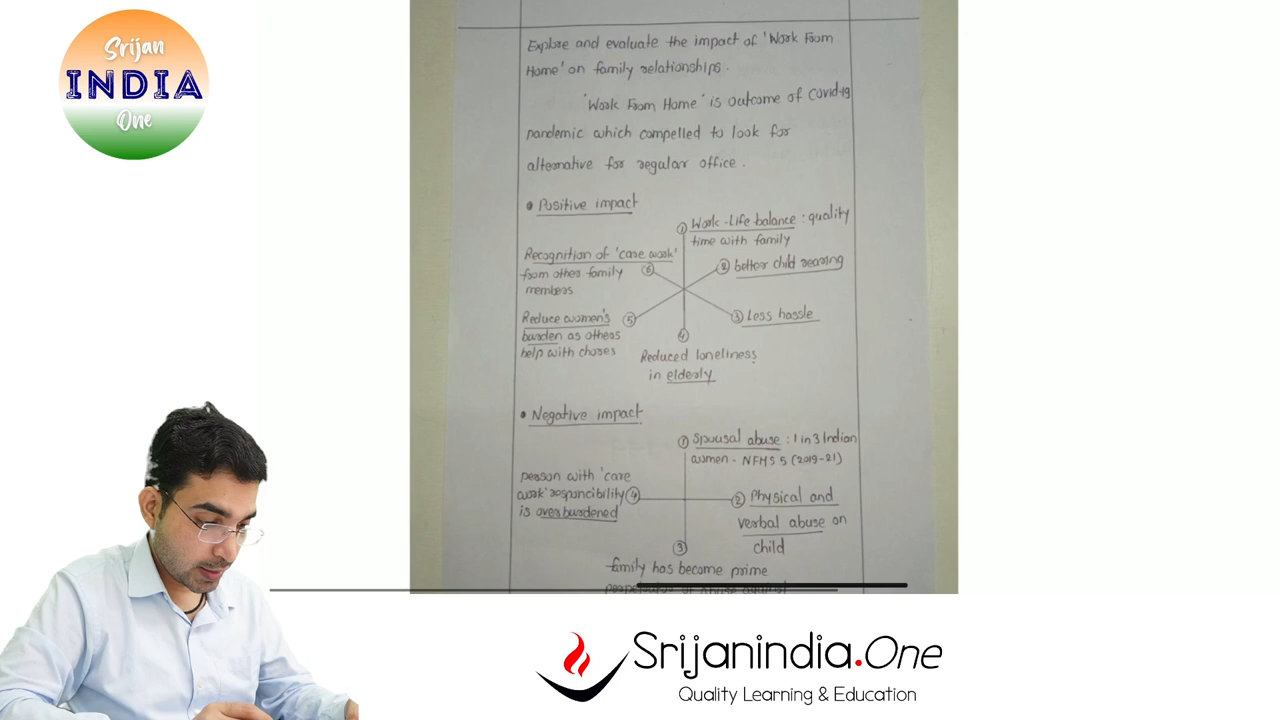 Srijan
INDIA
One
Explore and evaluate the impact of 'Work From
Home' on family relationships.
'Work From Home' is outcome of Covid-19
pandemic which compelled to look for
alternative for regular office.
• Positive impact
① Work-Life balance : quality
time with family
② better child rearing
③ Less hassle
④
Reduced loneliness
in elderly
⑤
Reduce women's
burden as others
help with chores
⑥
Recognition of 'care work'
from other family
members
• Negative impact
① Spousal abuse : 1 in 3 Indian
women - NFHS 5 (2019-21)
② Physical and
verbal abuse on
child
③
family has become prime
perpetrator of abuse against
④
person with 'care
work' responcibility
is overburdened
Srijanindia.One
Quality Learning & Education